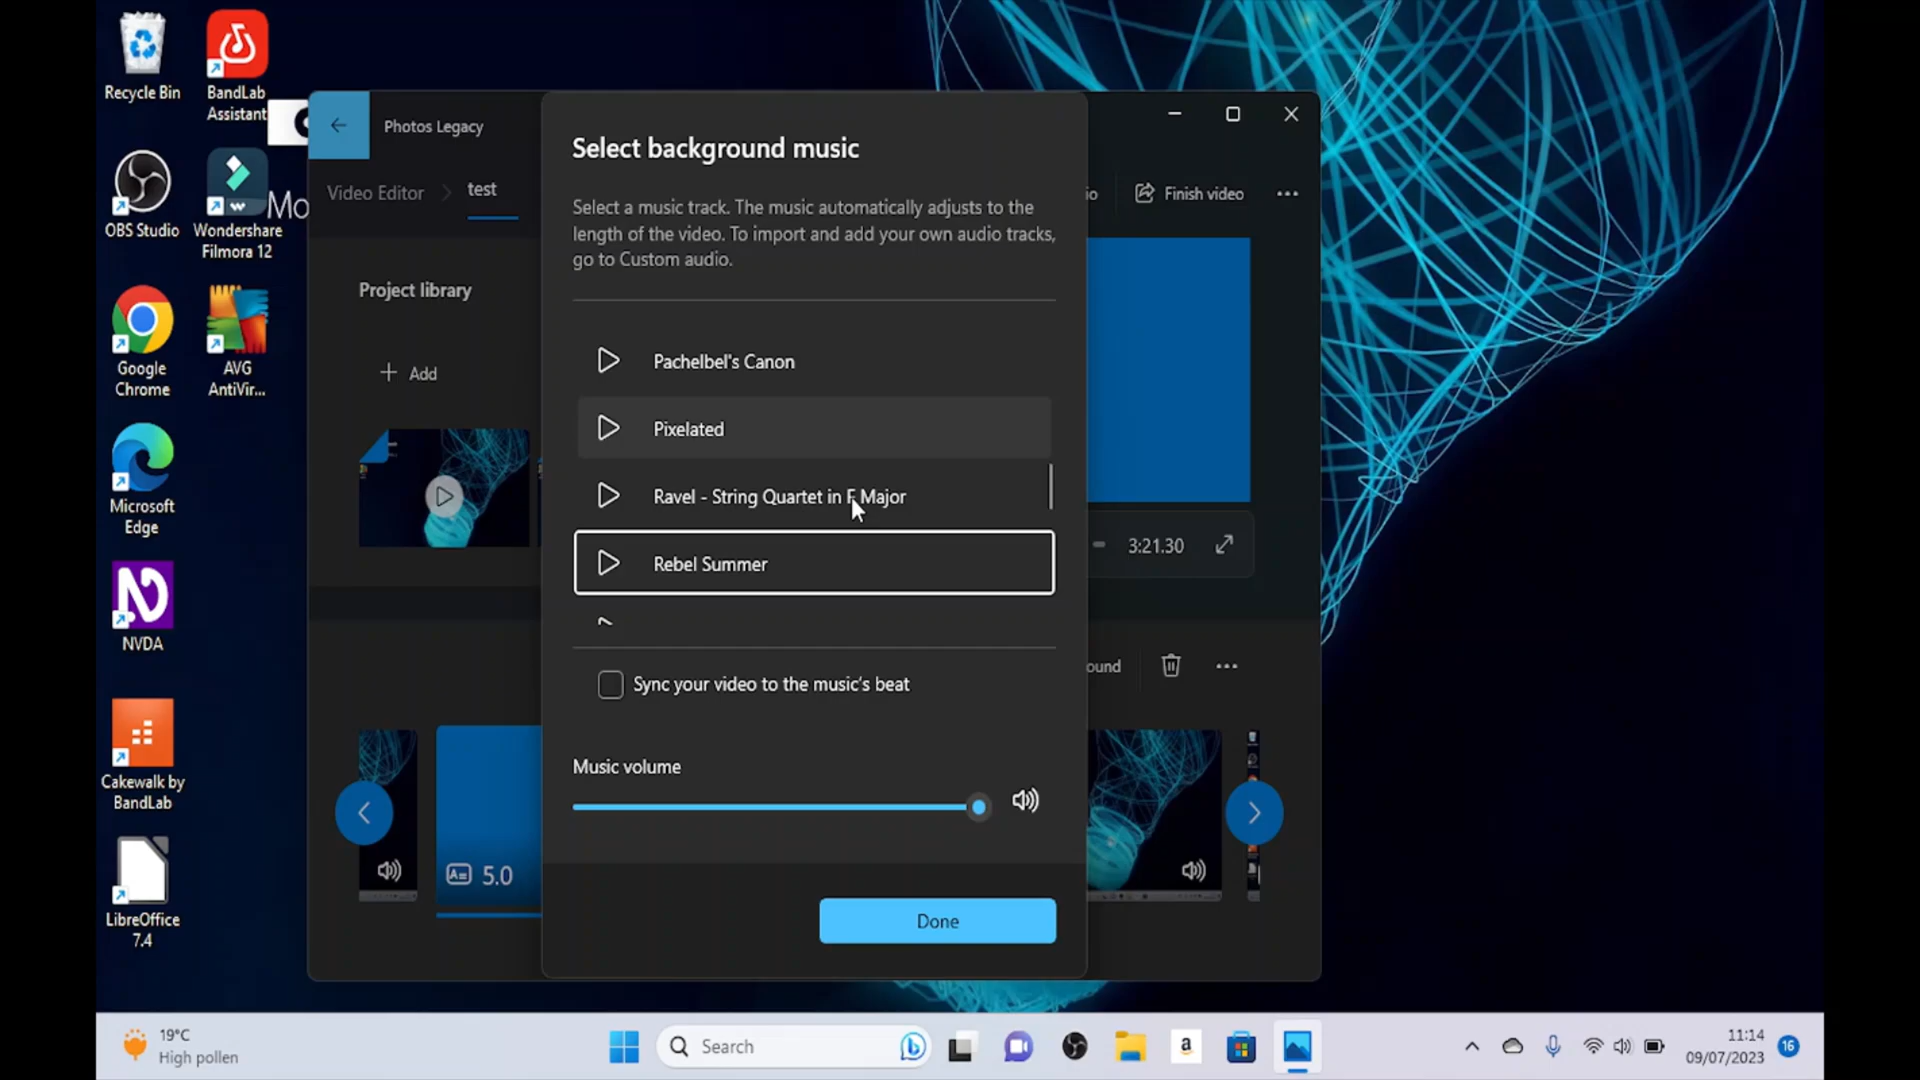 Recycle Bin
BandLab
Assistant
OBS Studio
Wondershare
Filmora 12
Mo
Google
Chrome
AVG
AntiVir...
Microsoft
Edge
NVDA
Cakewalk by
BandLab
LibreOffice
7.4
Photos Legacy
Video Editor
test
Finish video
Project library
Add
Select background music
Select a music track. The music automatically adjusts to the
length of the video. To import and add your own audio tracks,
go to Custom audio.
Pachelbel's Canon
Pixelated
Ravel - String Quartet in F Major
Rebel Summer
Sync your video to the music's beat
Music volume
Done
io
3:21.30
ound
5.0
19°C
High pollen
Search
11:14
09/07/2023
16